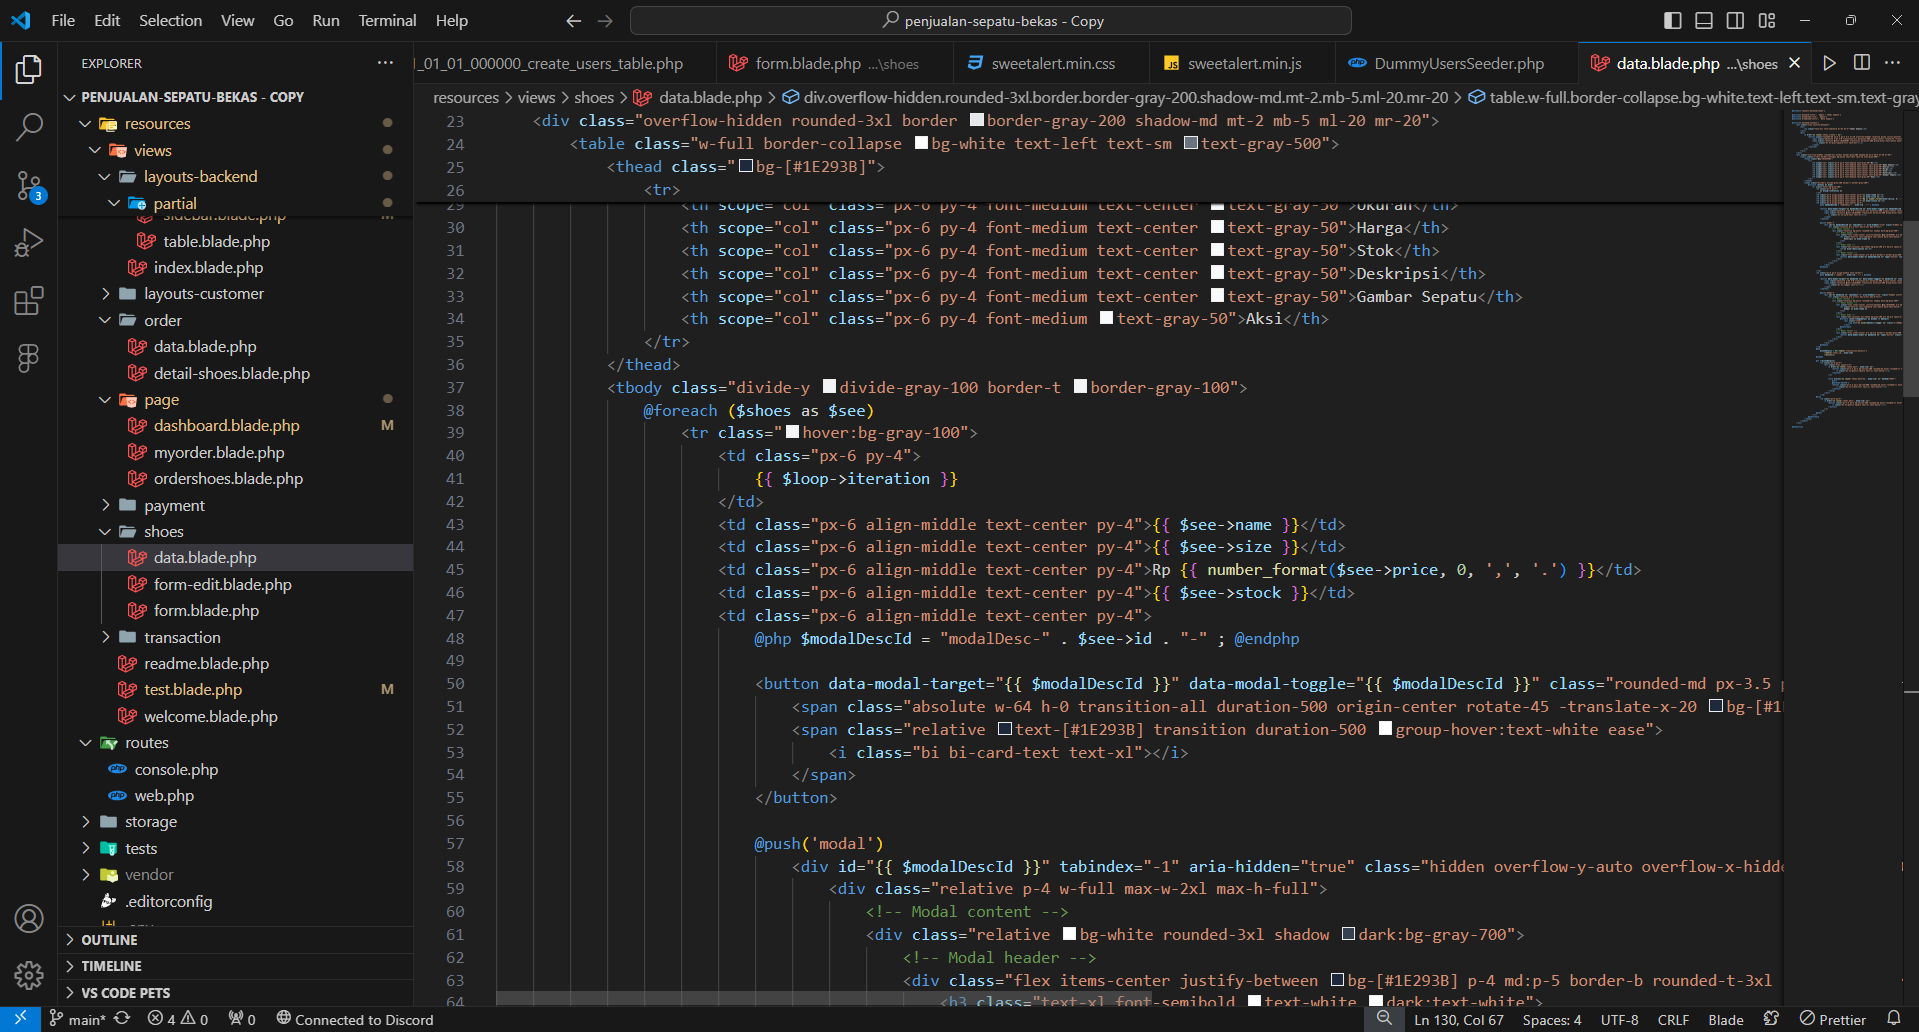 File Edit Selection View Go Run Terminal Help
penjualan-sepatu-bekas - Copy
EXPLORER
PENJUALAN-SEPATU-BEKAS - COPY
resources
views
layouts-backend
partial
sidebar.blade.php M
table.blade.php
index.blade.php
layouts-customer
order
data.blade.php
detail-shoes.blade.php
page
dashboard.blade.php M
myorder.blade.php
ordershoes.blade.php
payment
shoes
data.blade.php
form-edit.blade.php
form.blade.php
transaction
readme.blade.php
test.blade.php M
welcome.blade.php
routes
console.php
web.php
storage
tests
vendor
.editorconfig
OUTLINE
TIMELINE
VS CODE PETS
3
_01_01_000000_create_users_table.php
form.blade.php ...\shoes
sweetalert.min.css
JS sweetalert.min.js
php DummyUsersSeeder.php
data.blade.php ...\shoes
resources > views > shoes > data.blade.php > div.overflow-hidden.rounded-3xl.border.border-gray-200.shadow-md.mt-2.mb-5.ml-20.mr-20 > table.w-full.border-collapse.bg-white.text-left.text-sm.text-gray
23 <div class="overflow-hidden rounded-3xl border border-gray-200 shadow-md mt-2 mb-5 ml-20 mr-20">
24 <table class="w-full border-collapse bg-white text-left text-sm text-gray-500">
25 <thead class="bg-[#1E293B]">
26 <tr>
29 <th scope="col" class="px-6 py-4 font-medium text-center text-gray-50">Ukuran</th>
30 <th scope="col" class="px-6 py-4 font-medium text-center text-gray-50">Harga</th>
31 <th scope="col" class="px-6 py-4 font-medium text-center text-gray-50">Stok</th>
32 <th scope="col" class="px-6 py-4 font-medium text-center text-gray-50">Deskripsi</th>
33 <th scope="col" class="px-6 py-4 font-medium text-center text-gray-50">Gambar Sepatu</th>
34 <th scope="col" class="px-6 py-4 font-medium text-gray-50">Aksi</th>
35 </tr>
36 </thead>
37 <tbody class="divide-y divide-gray-100 border-t border-gray-100">
38 @foreach ($shoes as $see)
39 <tr class="hover:bg-gray-100">
40 <td class="px-6 py-4">
41 {{ $loop->iteration }}
42 </td>
43 <td class="px-6 align-middle text-center py-4">{{ $see->name }}</td>
44 <td class="px-6 align-middle text-center py-4">{{ $see->size }}</td>
45 <td class="px-6 align-middle text-center py-4">Rp {{ number_format($see->price, 0, ',', '.') }}</td>
46 <td class="px-6 align-middle text-center py-4">{{ $see->stock }}</td>
47 <td class="px-6 align-middle text-center py-4">
48 @php $modalDescId = "modalDesc-" . $see->id . "-" ; @endphp
49
50 <button data-modal-target="{{ $modalDescId }}" data-modal-toggle="{{ $modalDescId }}" class="rounded-md px-3.5
51 <span class="absolute w-64 h-0 transition-all duration-500 origin-center rotate-45 -translate-x-20 bg-[#1
52 <span class="relative text-[#1E293B] transition duration-500 group-hover:text-white ease">
53 <i class="bi bi-card-text text-xl"></i>
54 </span>
55 </button>
56
57 @push('modal')
58 <div id="{{ $modalDescId }}" tabindex="-1" aria-hidden="true" class="hidden overflow-y-auto overflow-x-hidde
59 <div class="relative p-4 w-full max-w-2xl max-h-full">
60 <!-- Modal content -->
61 <div class="relative bg-white rounded-3xl shadow dark:bg-gray-700">
62 <!-- Modal header -->
63 <div class="flex items-center justify-between bg-[#1E293B] p-4 md:p-5 border-b rounded-t-3xl
64 <h3 class="text-xl font-semibold text-white dark:text-white">
main* 4 0 0 Connected to Discord
Ln 130, Col 67 Spaces: 4 UTF-8 CRLF Blade Prettier